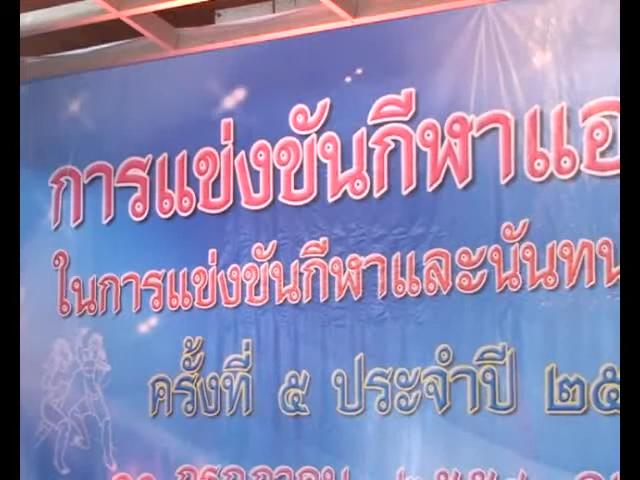 การแข่งขันกีฬาแอ
ในการแข่งขันกีฬาและนันทน
ครั้งที่ ๕ ประจำปี ๒๕